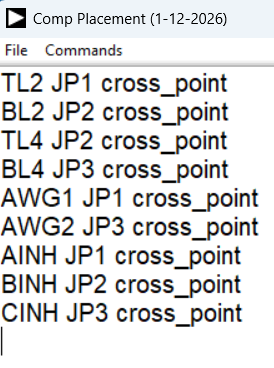 Comp Placement (1-12-2026)
File Commands
TL2 JP1 cross_point
BL2 JP2 cross_point
TL4 JP2 cross_point
BL4 JP3 cross_point
AWG1 JP1 cross_point
AWG2 JP3 cross_point
AINH JP1 cross_point
BINH JP2 cross_point
CINH JP3 cross_point